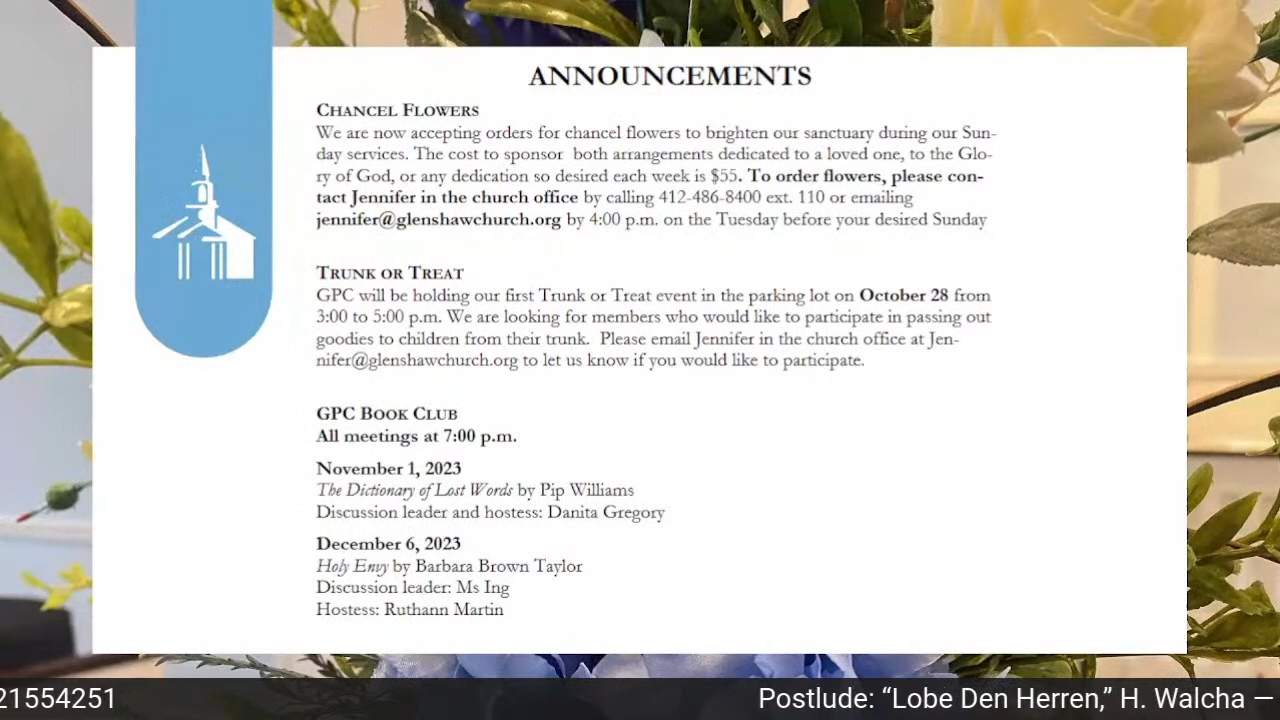 ANNOUNCEMENTS
CHANCEL FLOWERS
We are now accepting orders for chancel flowers to brighten our sanctuary during our Sun-
day services. The cost to sponsor  both arrangements dedicated to a loved one, to the Glo-
ry of God, or any dedication so desired each week is $55. To order flowers, please con-
tact Jennifer in the church office by calling 412-486-8400 ext. 110 or emailing
jennifer@glenshawchurch.org by 4:00 p.m. on the Tuesday before your desired Sunday
TRUNK OR TREAT
GPC will be holding our first Trunk or Treat event in the parking lot on October 28 from
3:00 to 5:00 p.m. We are looking for members who would like to participate in passing out
goodies to children from their trunk.  Please email Jennifer in the church office at Jen-
nifer@glenshawchurch.org to let us know if you would like to participate.
GPC BOOK CLUB
All meetings at 7:00 p.m.
November 1, 2023
The Dictionary of Lost Words by Pip Williams
Discussion leader and hostess: Danita Gregory
December 6, 2023
Holy Envy by Barbara Brown Taylor
Discussion leader: Ms Ing
Hostess: Ruthann Martin
21554251
Postlude: “Lobe Den Herren,” H. Walcha —